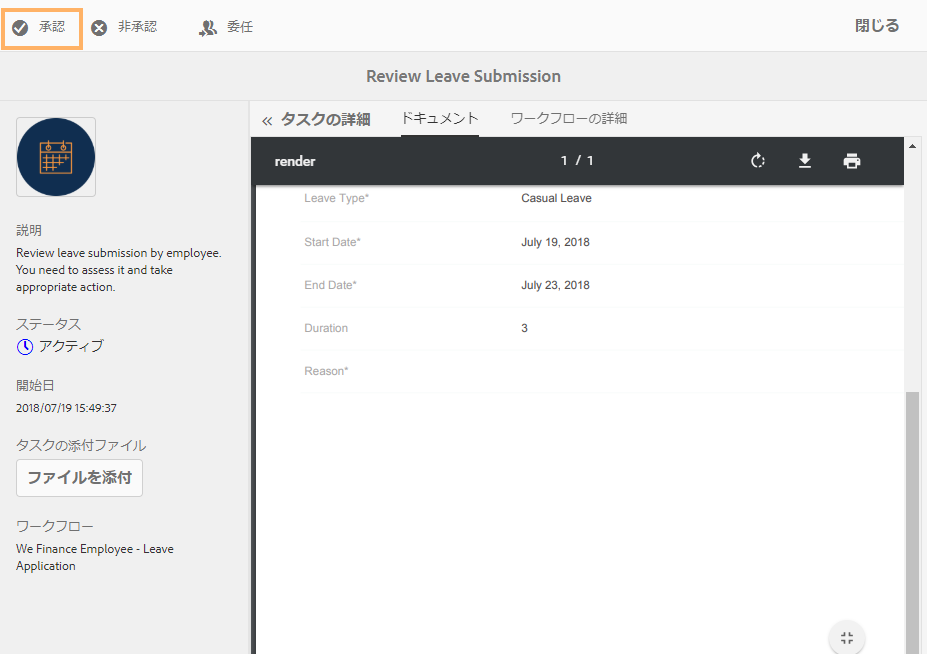 承認 非承認 委任 閉じる
Review Leave Submission
« タスクの詳細 ドキュメント ワークフローの詳細
render 1 / 1
Leave Type* Casual Leave
Start Date* July 19, 2018
End Date* July 23, 2018
Duration 3
Reason*
説明
Review leave submission by employee.
You need to assess it and take
appropriate action.
ステータス
アクティブ
開始日
2018/07/19 15:49:37
タスクの添付ファイル
ファイルを添付
ワークフロー
We Finance Employee - Leave
Application